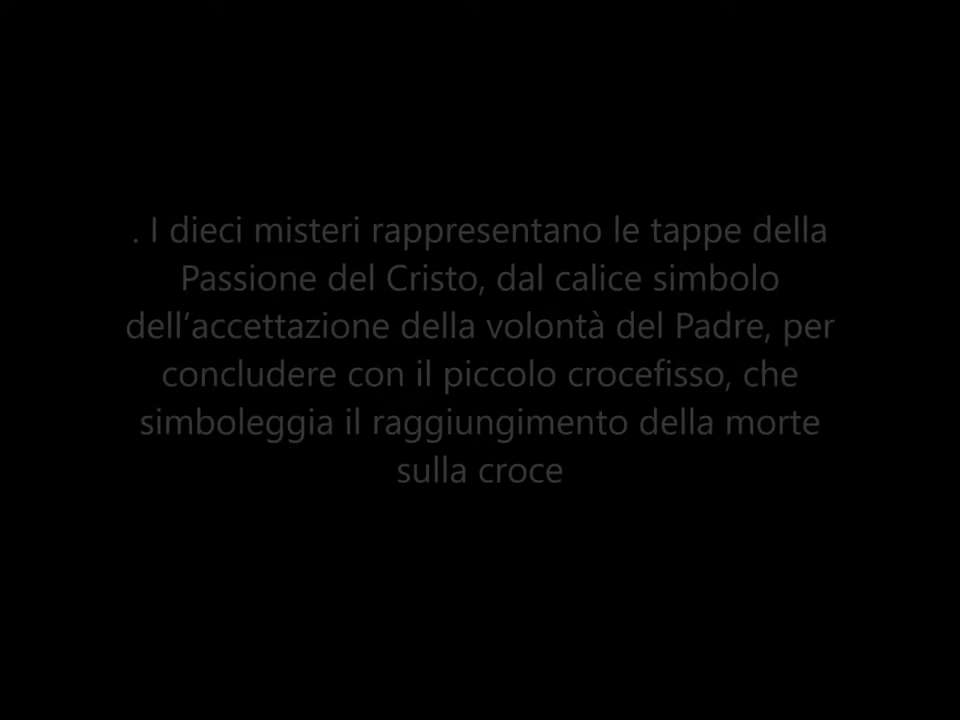 . I dieci misteri rappresentano le tappe della
Passione del Cristo, dal calice simbolo
dell’accettazione della volontà del Padre, per
concludere con il piccolo crocefisso, che
simboleggia il raggiungimento della morte
sulla croce